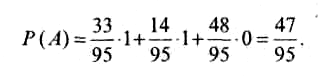 P(A) = 33/95 · 1 + 14/95 · 1 + 48/95 · 0 = 47/95.